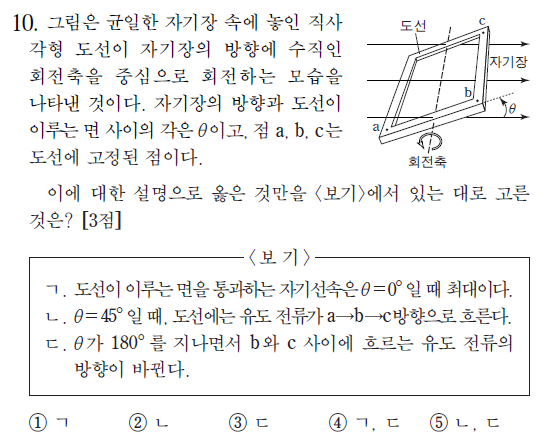 10. 그림은 균일한 자기장 속에 놓인 직사
각형 도선이 자기장의 방향에 수직인
회전축을 중심으로 회전하는 모습을
나타낸 것이다. 자기장의 방향과 도선이
이루는 면 사이의 각은 θ이고, 점 a, b, c는
도선에 고정된 점이다.
도선
c
자기장
b
θ
a
회전축
이에 대한 설명으로 옳은 것만을 〈보기〉에서 있는 대로 고른
것은? [3점]
〈보 기〉
ㄱ. 도선이 이루는 면을 통과하는 자기선속은 θ=0°일 때 최대이다.
ㄴ. θ=45°일 때, 도선에는 유도 전류가 a→b→c방향으로 흐른다.
ㄷ. θ가 180°를 지나면서 b와 c 사이에 흐르는 유도 전류의
방향이 바뀐다.
① ㄱ ② ㄴ ③ ㄷ ④ ㄱ, ㄷ ⑤ ㄴ, ㄷ